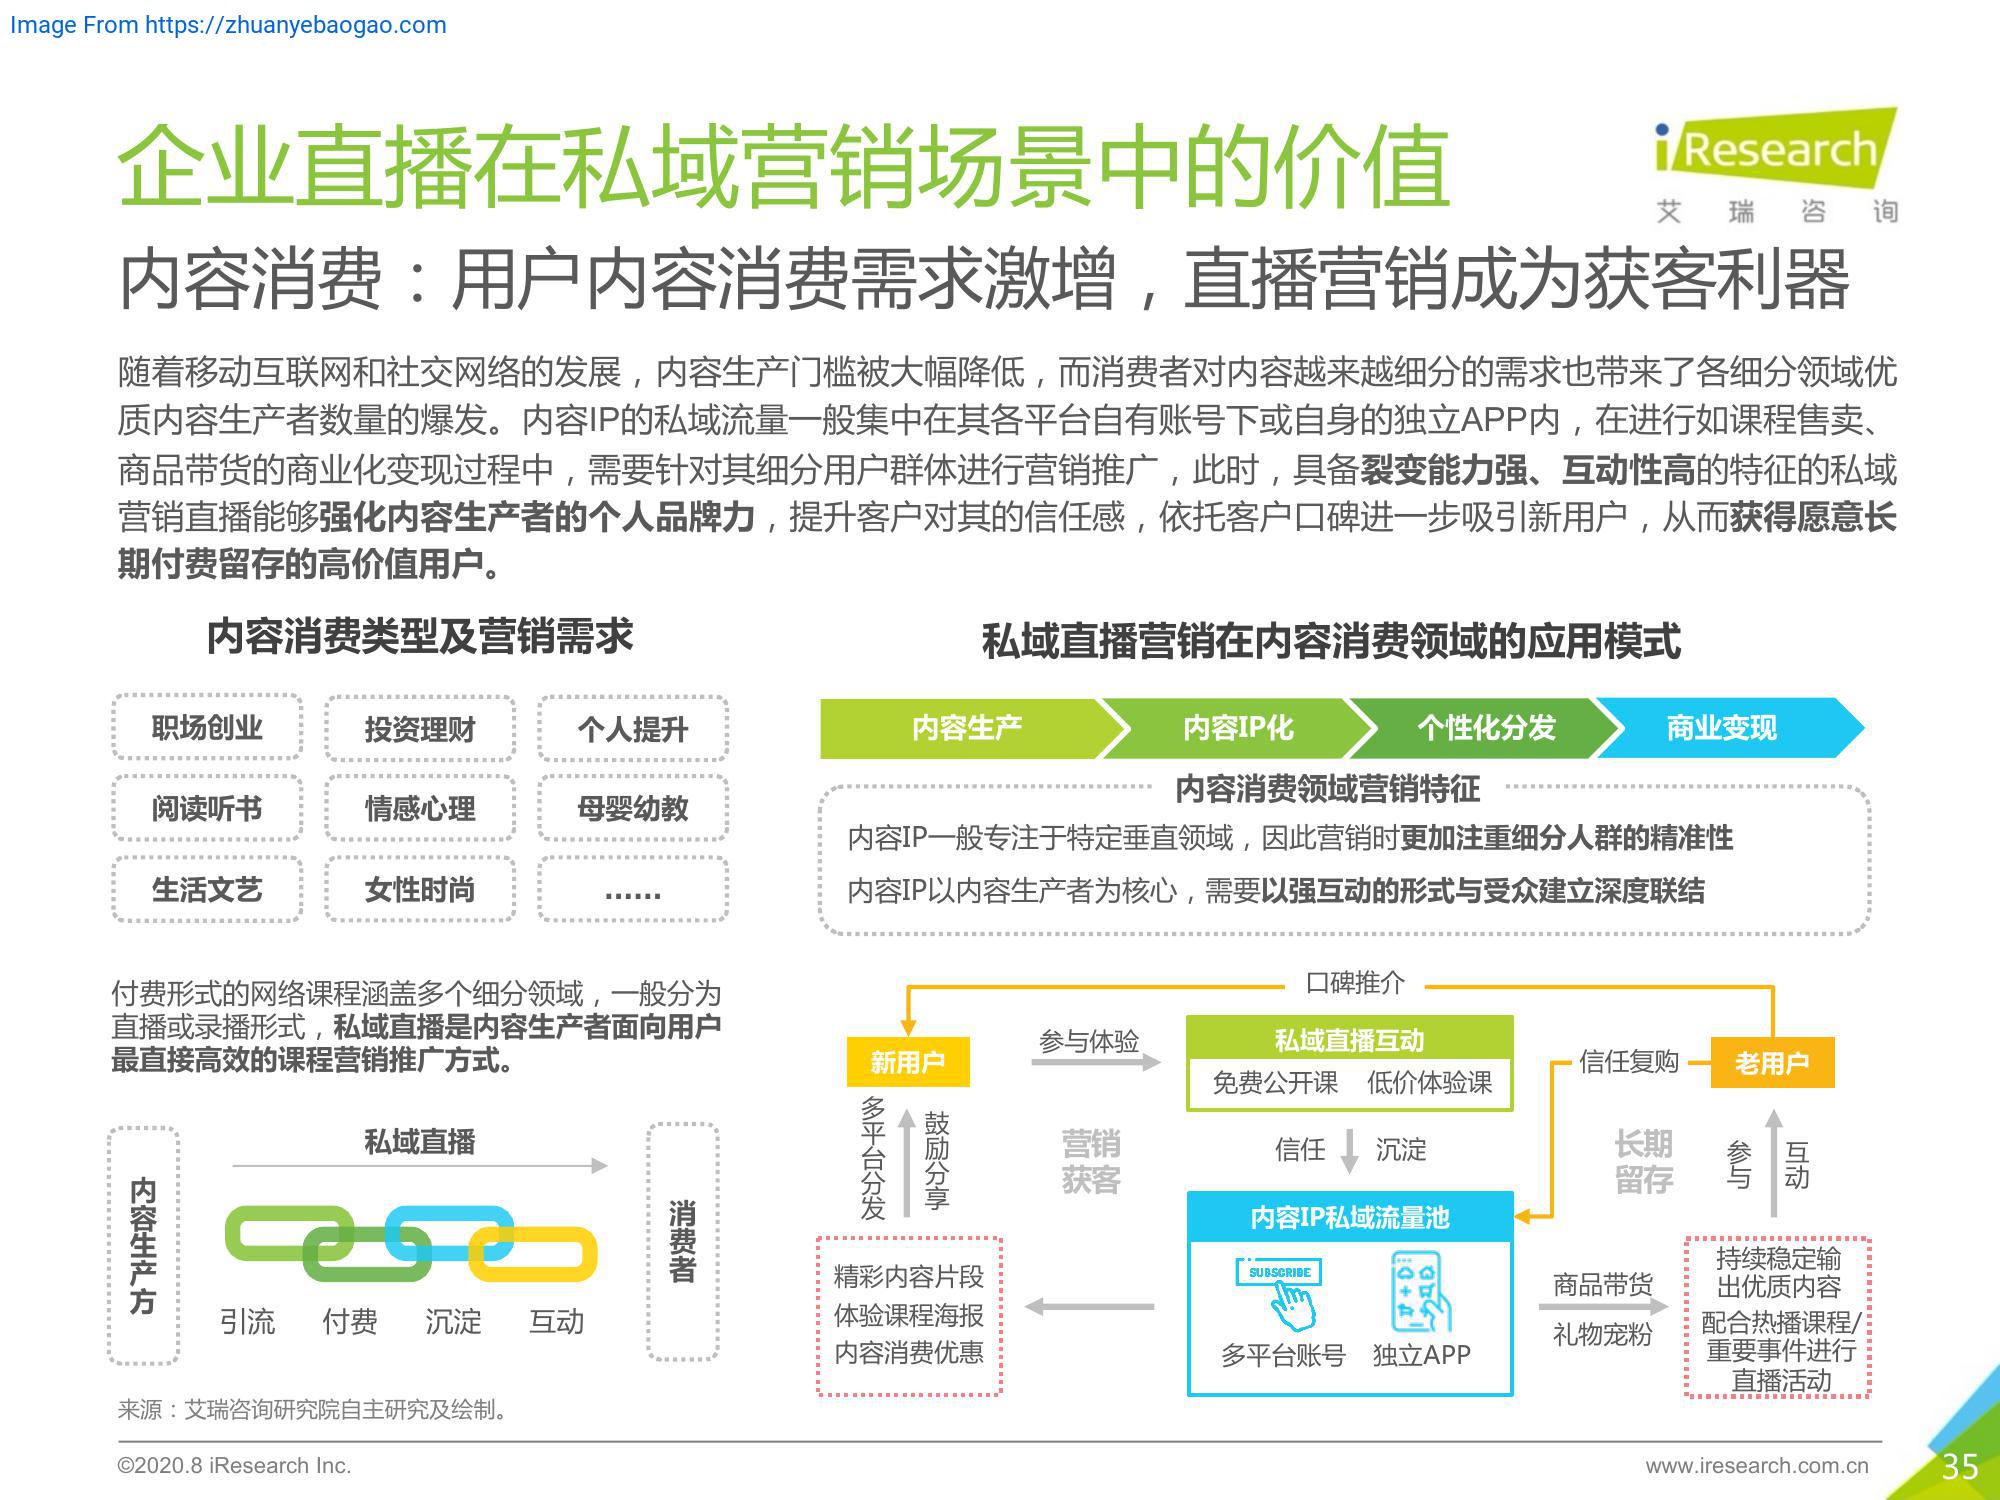 Image From https://zhuanyebaogao.com
企业直播在私域营销场景中的价值
iResearch
艾瑞咨询
内容消费：用户内容消费需求激增，直播营销成为获客利器
随着移动互联网和社交网络的发展，内容生产门槛被大幅降低，而消费者对内容越来越细分的需求也带来了各细分领域优
质内容生产者数量的爆发。内容IP的私域流量一般集中在其各平台自有账号下或自身的独立APP内，在进行如课程售卖、
商品带货的商业化变现过程中，需要针对其细分用户群体进行营销推广，此时，具备裂变能力强、互动性高的特征的私域
营销直播能够强化内容生产者的个人品牌力，提升客户对其的信任感，依托客户口碑进一步吸引新用户，从而获得愿意长
期付费留存的高价值用户。
内容消费类型及营销需求
职场创业
投资理财
个人提升
阅读听书
情感心理
母婴幼教
生活文艺
女性时尚
……
付费形式的网络课程涵盖多个细分领域，一般分为
直播或录播形式，私域直播是内容生产者面向用户
最直接高效的课程营销推广方式。
内容生产方
私域直播
引流
付费
沉淀
互动
消费者
私域直播营销在内容消费领域的应用模式
内容生产
内容IP化
个性化分发
商业变现
内容消费领域营销特征
内容IP一般专注于特定垂直领域，因此营销时更加注重细分人群的精准性
内容IP以内容生产者为核心，需要以强互动的形式与受众建立深度联结
口碑推介
新用户
参与体验
私域直播互动
免费公开课
低价体验课
信任复购
老用户
多平台分发
鼓励分享
营销
获客
信任
沉淀
长期
留存
参与
互动
内容IP私域流量池
SUBSCRIBE
多平台账号
独立APP
精彩内容片段
体验课程海报
内容消费优惠
商品带货
礼物宠粉
持续稳定输
出优质内容
配合热播课程/
重要事件进行
直播活动
来源：艾瑞咨询研究院自主研究及绘制。
©2020.8 iResearch Inc.
www.iresearch.com.cn
35